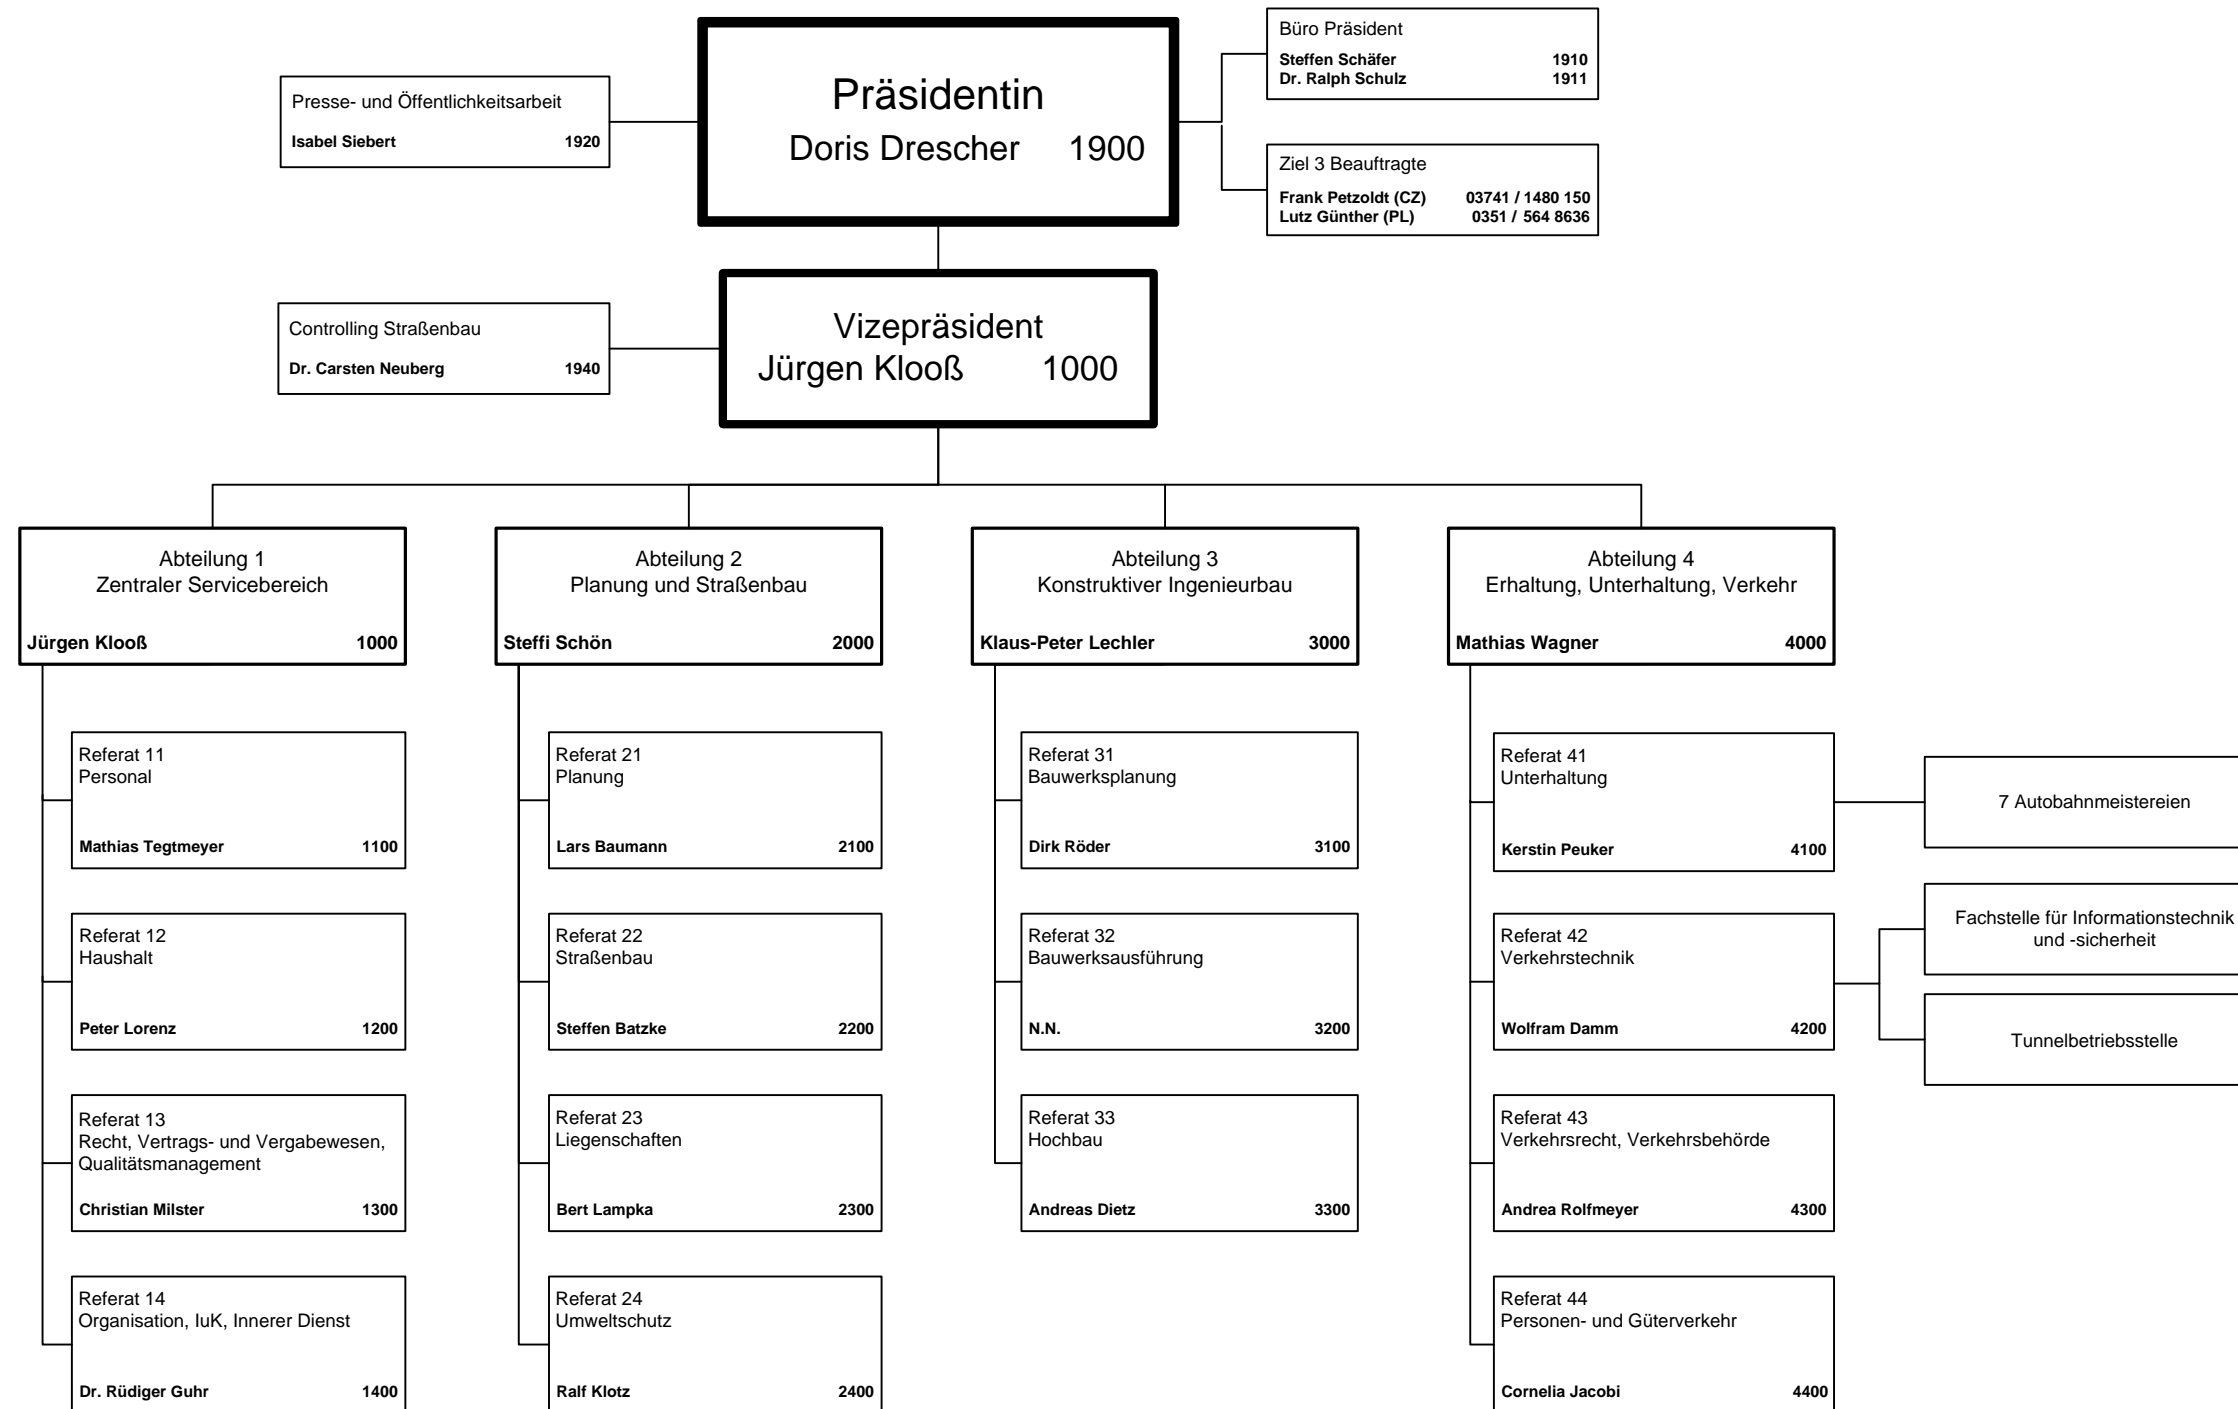 Büro Präsident
Steffen Schäfer 1910
Dr. Ralph Schulz 1911
Presse- und Öffentlichkeitsarbeit
Isabel Siebert 1920
Präsidentin
Doris Drescher 1900
Ziel 3 Beauftragte
Frank Petzoldt (CZ) 03741 / 1480 150
Lutz Günther (PL) 0351 / 564 8636
Controlling Straßenbau
Dr. Carsten Neuberg 1940
Vizepräsident
Jürgen Klooß 1000
Abteilung 1
Zentraler Servicebereich
Jürgen Klooß 1000
Referat 11
Personal
Mathias Tegtmeyer 1100
Referat 12
Haushalt
Peter Lorenz 1200
Referat 13
Recht, Vertrags- und Vergabewesen,
Qualitätsmanagement
Christian Milster 1300
Referat 14
Organisation, IuK, Innerer Dienst
Dr. Rüdiger Guhr 1400
Abteilung 2
Planung und Straßenbau
Steffi Schön 2000
Referat 21
Planung
Lars Baumann 2100
Referat 22
Straßenbau
Steffen Batzke 2200
Referat 23
Liegenschaften
Bert Lampka 2300
Referat 24
Umweltschutz
Ralf Klotz 2400
Abteilung 3
Konstruktiver Ingenieurbau
Klaus-Peter Lechler 3000
Referat 31
Bauwerksplanung
Dirk Röder 3100
Referat 32
Bauwerksausführung
N.N. 3200
Referat 33
Hochbau
Andreas Dietz 3300
Abteilung 4
Erhaltung, Unterhaltung, Verkehr
Mathias Wagner 4000
Referat 41
Unterhaltung
Kerstin Peuker 4100
7 Autobahnmeistereien
Referat 42
Verkehrstechnik
Wolfram Damm 4200
Fachstelle für Informationstechnik
und -sicherheit
Tunnelbetriebsstelle
Referat 43
Verkehrsrecht, Verkehrsbehörde
Andrea Rolfmeyer 4300
Referat 44
Personen- und Güterverkehr
Cornelia Jacobi 4400